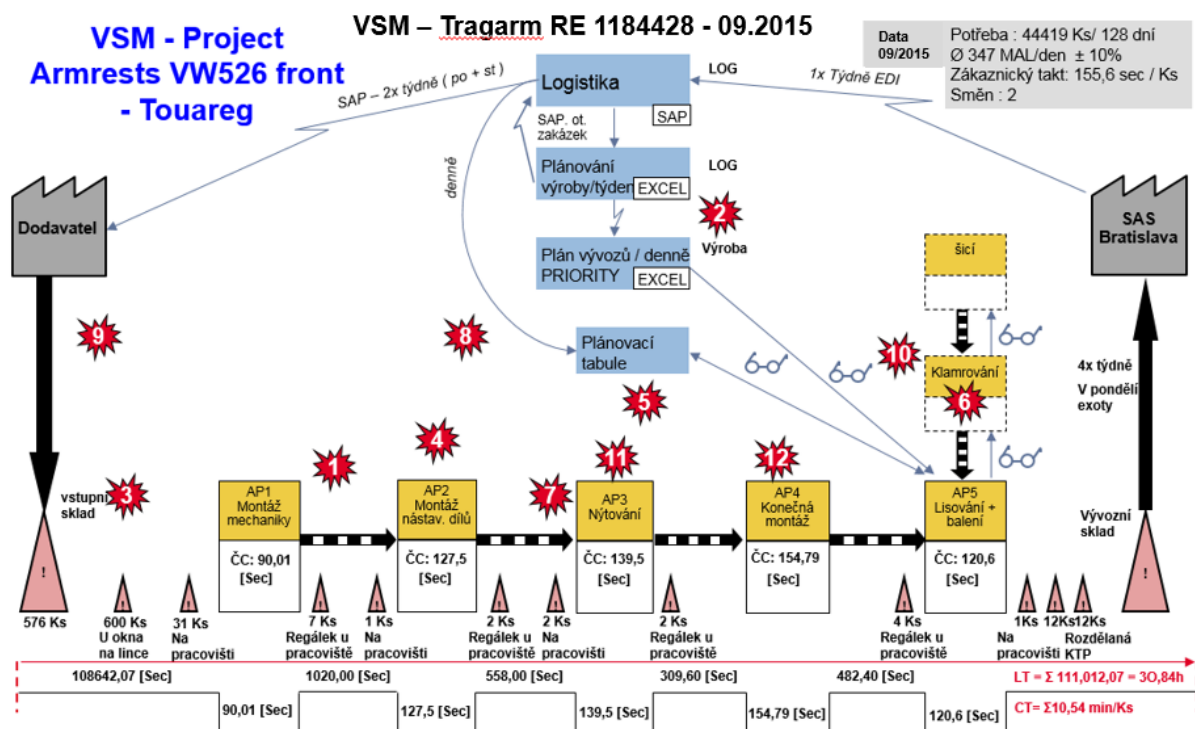 VSM - Project
Armrests VW526 front
- Touareg
VSM – Tragarm RE 1184428 - 09.2015
Data
09/2015
Potřeba : 44419 Ks/ 128 dní
Ø 347 MAL/den ± 10%
Zákaznický takt: 155,6 sec / Ks
Směn : 2
SAP – 2x týdně ( po + st )
Logistika
SAP
LOG
1x Týdně EDI
SAP. ot.
zakázek
denně
Plánování
výroby/týden
EXCEL
LOG
2
Výroba
Plán vývozů / denně
PRIORITY
EXCEL
Dodavatel
SAS
Bratislava
šicí
9
8
Plánovací
tabule
10
Klamrování
6
4x týdně
V pondělí
exoty
5
4
1
11
12
7
3
vstupní
sklad
Vývozní
sklad
AP1
Montáž
mechaniky
AP2
Montáž
nástav. dílů
AP3
Nýtování
AP4
Konečná
montáž
AP5
Lisování +
balení
ČC: 90,01
[Sec]
ČC: 127,5
[Sec]
ČC: 139,5
[Sec]
ČC: 154,79
[Sec]
ČC: 120,6
[Sec]
! ! ! ! ! ! ! ! ! ! ! ! !
576 Ks
600 Ks
U okna
na lince
31 Ks
Na
pracovišti
7 Ks
Regálek u
pracoviště
1 Ks
Na
pracovišti
2 Ks
Regálek u
pracoviště
2 Ks
Na
pracovišti
2 Ks
Regálek u
pracoviště
4 Ks
Regálek u
pracoviště
1Ks
Na
pracovišti
12Ks
12Ks
Rozdělaná
KTP
108642,07 [Sec]
1020,00 [Sec]
558,00 [Sec]
309,60 [Sec]
482,40 [Sec]
LT = Σ 111,012,07 = 3O,84h
90,01 [Sec]
127,5 [Sec]
139,5 [Sec]
154,79 [Sec]
120,6 [Sec]
CT= Σ10,54 min/Ks